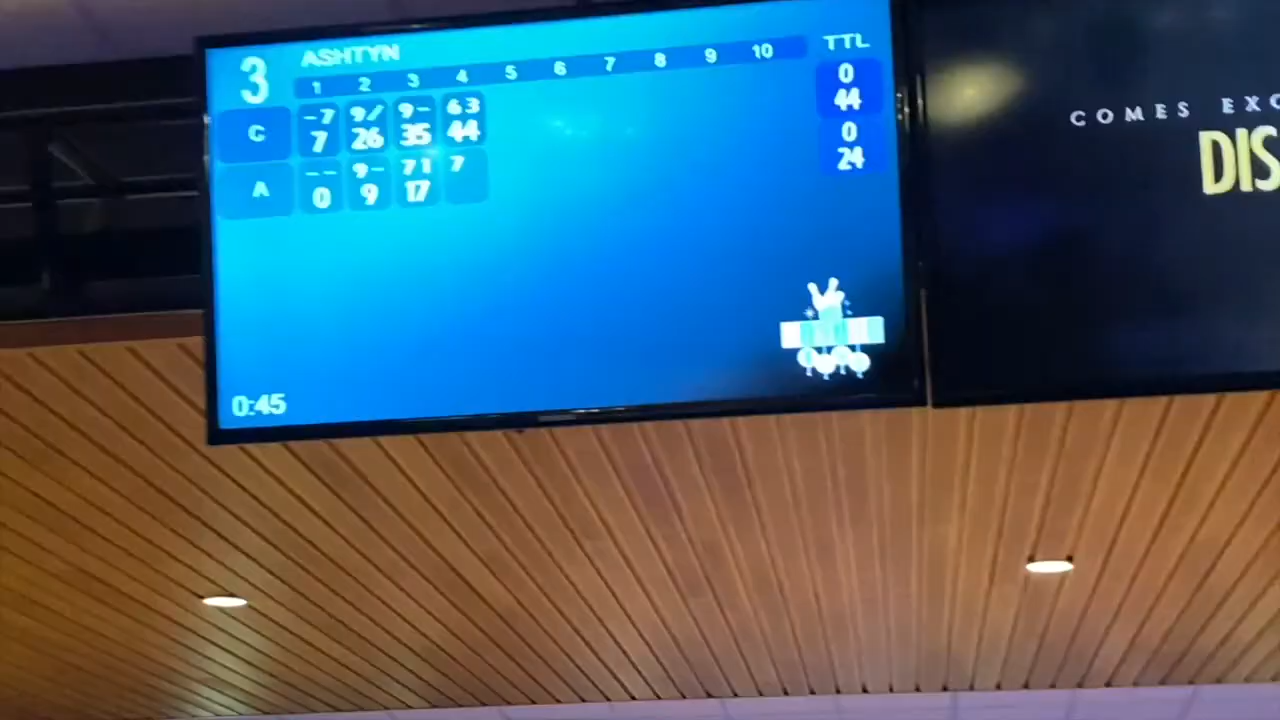 3 ASHTYN
1 2 3 4 5 6 7 8 9 10 TTL
-7 9/ 9- 63 0
C 7 26 35 44 44
-- 9- 71 7 0
A 0 9 17 24
0:45
COMES EXC
DIS